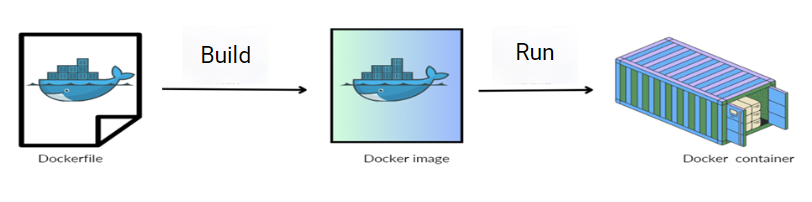 Build
Run
Dockerfile
Docker image
Docker container